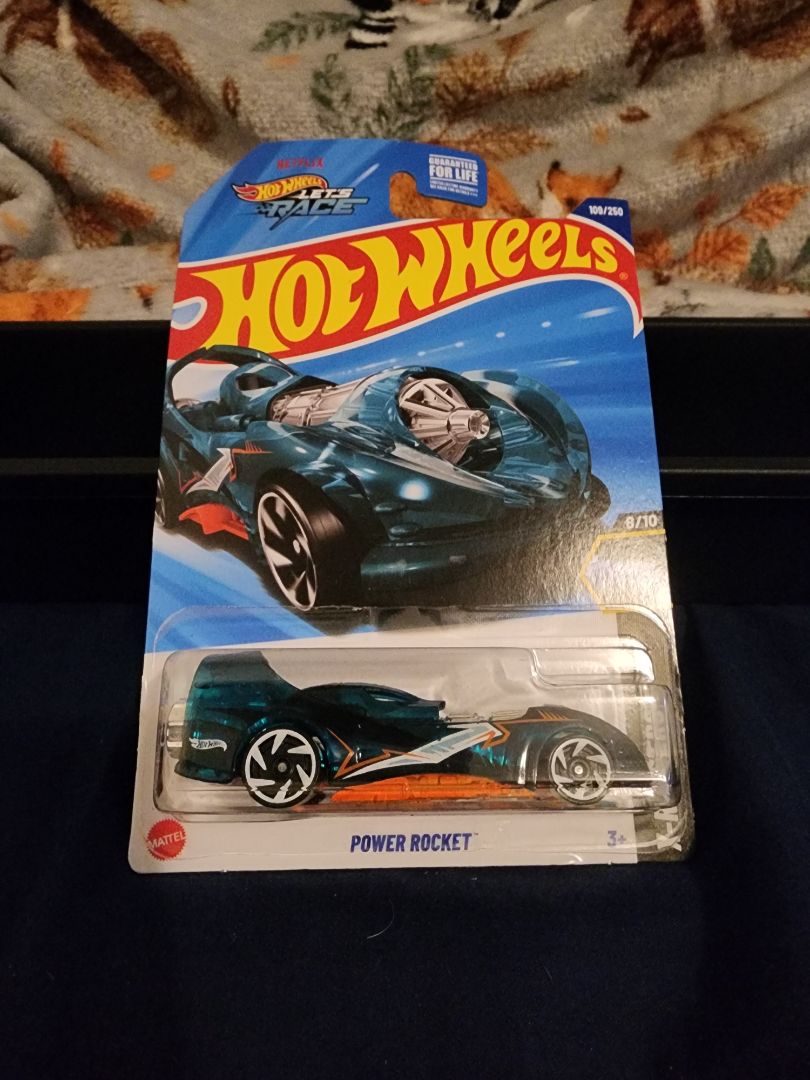 NETFLIX
HOT WHEELS
LET'S
RACE
GUARANTEED
FOR LIFE
109/250
HOT WHEELS®
8/10
Hot Wheels
MATTEL
POWER ROCKET™
3+